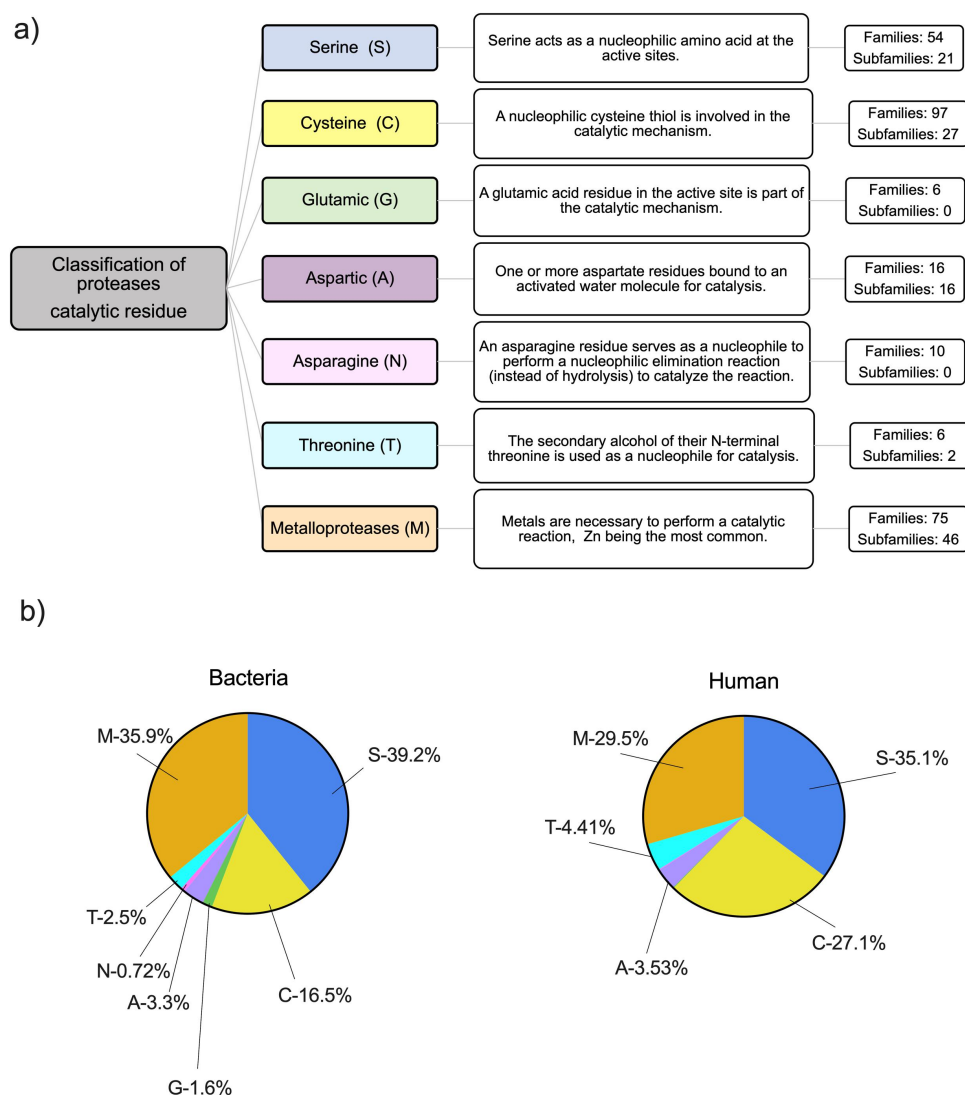 a)
Classification of
proteases
catalytic residue
Serine (S)
Serine acts as a nucleophilic amino acid at the
active sites.
Families: 54
Subfamilies: 21
Cysteine (C)
A nucleophilic cysteine thiol is involved in the
catalytic mechanism.
Families: 97
Subfamilies: 27
Glutamic (G)
A glutamic acid residue in the active site is part of
the catalytic mechanism.
Families: 6
Subfamilies: 0
Aspartic (A)
One or more aspartate residues bound to an
activated water molecule for catalysis.
Families: 16
Subfamilies: 16
Asparagine (N)
An asparagine residue serves as a nucleophile to
perform a nucleophilic elimination reaction
(instead of hydrolysis) to catalyze the reaction.
Families: 10
Subfamilies: 0
Threonine (T)
The secondary alcohol of their N-terminal
threonine is used as a nucleophile for catalysis.
Families: 6
Subfamilies: 2
Metalloproteases (M)
Metals are necessary to perform a catalytic
reaction, Zn being the most common.
Families: 75
Subfamilies: 46
b)
Bacteria
M-35.9%
S-39.2%
T-2.5%
N-0.72%
A-3.3%
C-16.5%
G-1.6%
Human
M-29.5%
S-35.1%
T-4.41%
A-3.53%
C-27.1%